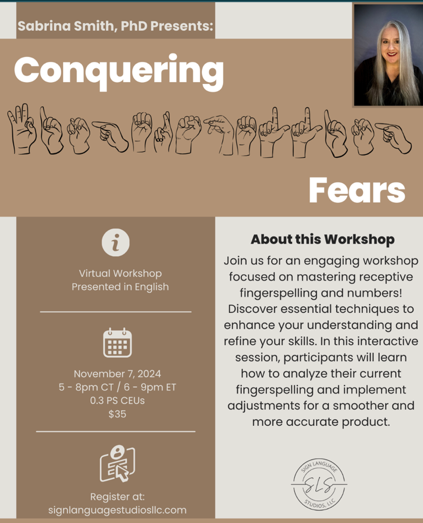 Sabrina Smith, PhD Presents:
Conquering
Fears
Virtual Workshop
Presented in English
November 7, 2024
5 - 8pm CT / 6 - 9pm ET
0.3 PS CEUs
$35
Register at:
signlanguagestudiosllc.com
About this Workshop
Join us for an engaging workshop
focused on mastering receptive
fingerspelling and numbers!
Discover essential techniques to
enhance your understanding and
refine your skills. In this interactive
session, participants will learn
how to analyze their current
fingerspelling and implement
adjustments for a smoother and
more accurate product.
SIGN LANGUAGE
SLS
STUDIOS, LLC